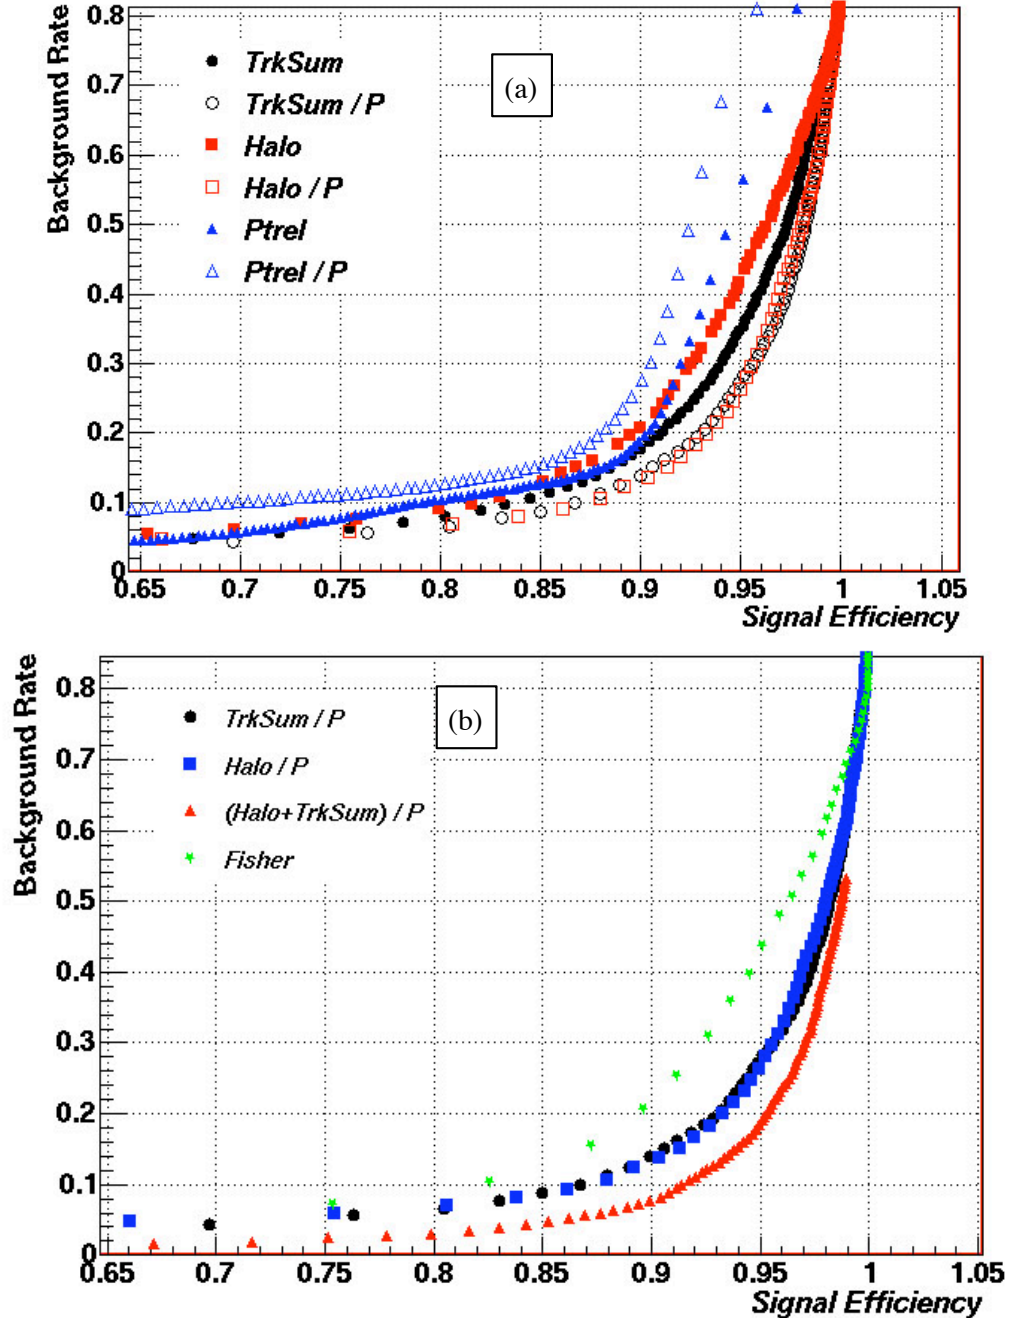 Background Rate
0.8
0.7
0.6
0.5
0.4
0.3
0.2
0.1
0
(a)
TrkSum
TrkSum / P
Halo
Halo / P
Ptrel
Ptrel / P
0.65 0.7 0.75 0.8 0.85 0.9 0.95 1 1.05
Signal Efficiency
Background Rate
0.8
0.7
0.6
0.5
0.4
0.3
0.2
0.1
0
(b)
TrkSum / P
Halo / P
(Halo+TrkSum) / P
Fisher
0.65 0.7 0.75 0.8 0.85 0.9 0.95 1 1.05
Signal Efficiency